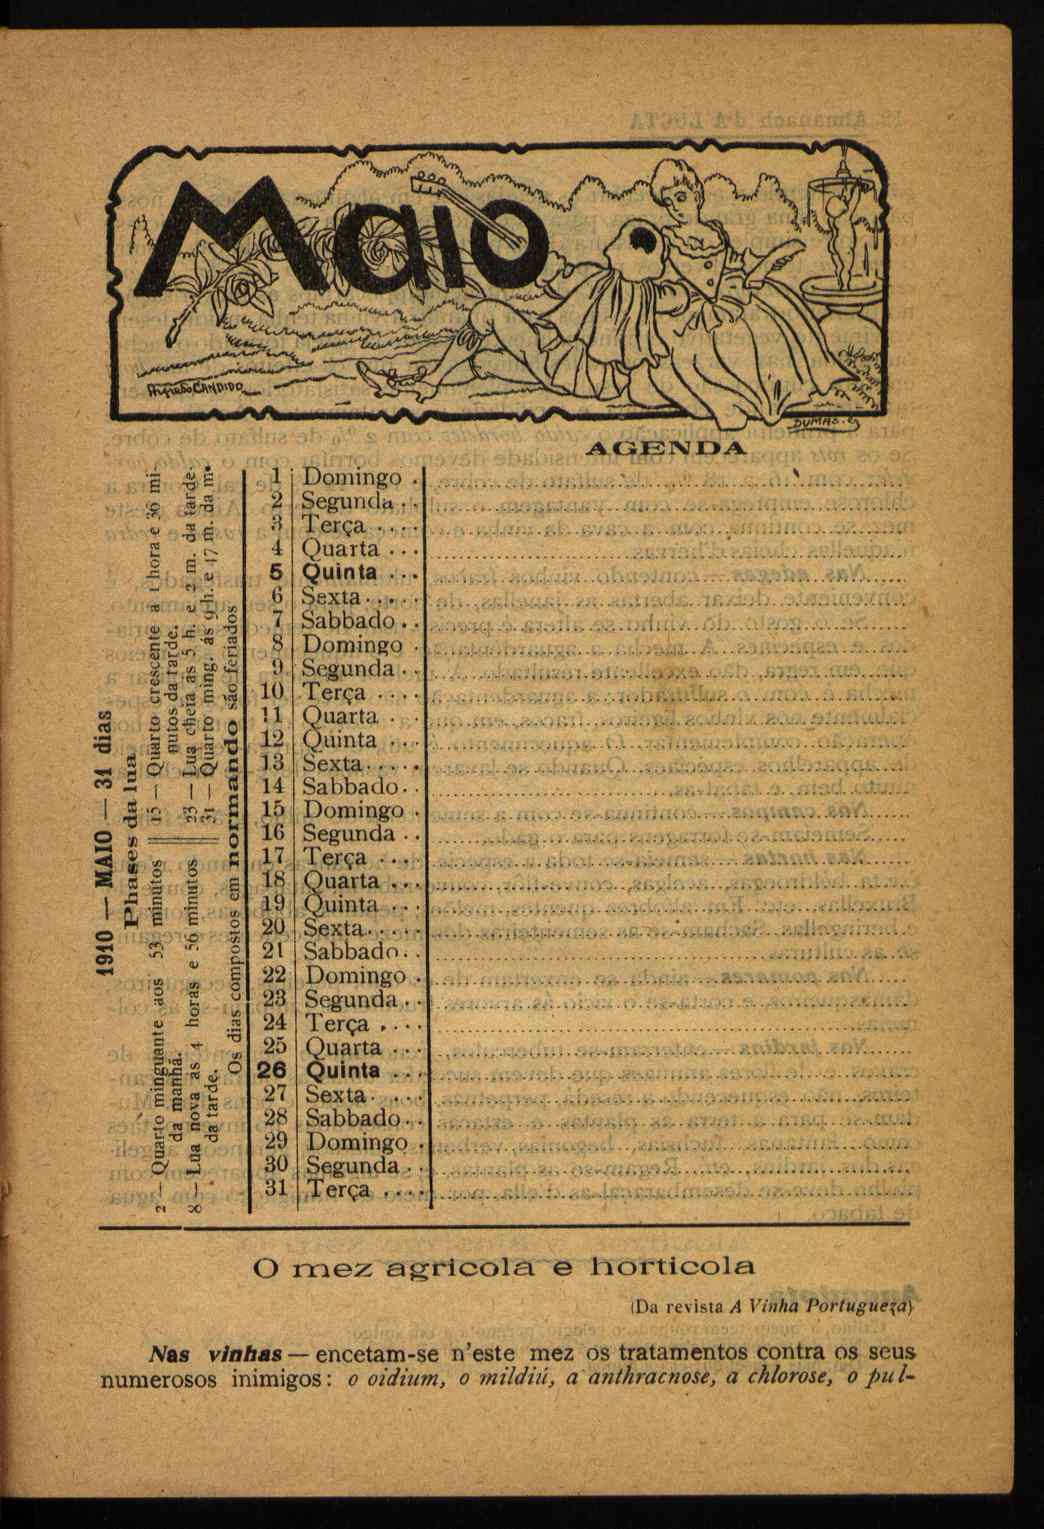 Maio
Alfredo CANDIDO
DUMAS
AGENDA
1910 — MAIO — 31 dias
Phases da lua
2 — Quarto minguante aos 53 minutos
da manhã.
8 — Lua nova ás 4 horas e 56 minutos
da tarde.
15 — Quarto crescente a 1 hora e 36 mi-
nutos da tarde.
23 — Lua cheia ás 5 h. e 2 m. da tarde.
31 — Quarto ming. ás 9 h. e 47 m. da m.
Os dias compostos em normando são feriados
1 Domingo .
2 Segunda . .
3 Terça . . . .
4 Quarta . . .
5 Quinta . . .
6 Sexta . . . . .
7 Sabbado . .
8 Domingo .
9 Segunda . .
10 Terça . . . .
11 Quarta . . .
12 Quinta . . .
13 Sexta . . . . .
14 Sabbado . .
15 Domingo .
16 Segunda . .
17 Terça . . . .
18 Quarta . . .
19 Quinta . . .
20 Sexta . . . . .
21 Sabbado . .
22 Domingo .
23 Segunda . .
24 Terça . . . .
25 Quarta . . .
26 Quinta . . .
27 Sexta . . . .
28 Sabbado . .
29 Domingo .
30 Segunda . .
31 Terça . . . .
O mez agricola e horticola
(Da revista A Vinha Portugueza)
Nas vinhas — encetam-se n'este mez os tratamentos contra os seus
numerosos inimigos: o oidium, o mildiú, a anthracnose, a chlorose, o pul-